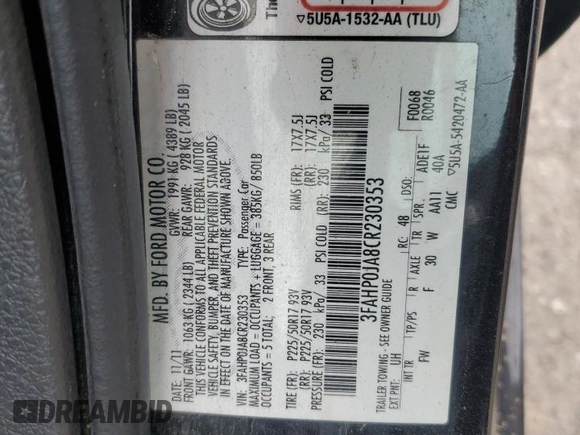 The
▽5U5A-1532-AA (TLU)
MFD. BY FORD MOTOR CO.
DATE: 11/11 GVWR: 1991 KG ( 4389 LB)
FRONT GAWR: 1063 KG ( 2344 LB) REAR GAWR: 928 KG ( 2045 LB)
THIS VEHICLE CONFORMS TO ALL APPLICABLE FEDERAL MOTOR
VEHICLE SAFETY, BUMPER, AND THEFT PREVENTION STANDARDS
IN EFFECT ON THE DATE OF MANUFACTURE SHOWN ABOVE.
VIN: 3FAHP0JA8CR230353 TYPE: Passenger Car
MAXIMUM LOAD = OCCUPANTS + LUGGAGE = 385KG/ 850LB
OCCUPANTS = 5 TOTAL: 2 FRONT, 3 REAR
TIRE (FR): P225/50R17 93V RIMS (FR): 17X7.5J
(RR): P225/50R17 93V (RR): 17X7.5J
PRESSURE (FR): 230 kPa/ 33 PSI COLD (RR): 230 kPa/ 33 PSI COLD
3FAHP0JA8CR230353
TRAILER TOWING - SEE OWNER GUIDE
F0068
R0046
EXT PNT: UH RC: 48 DSO:
INT TR TP/PS R AXLE TR SPR. ADE1F
FW F 30 W AA11 40A
CMC ▽5U5A-5420472-AA
DREAMBID